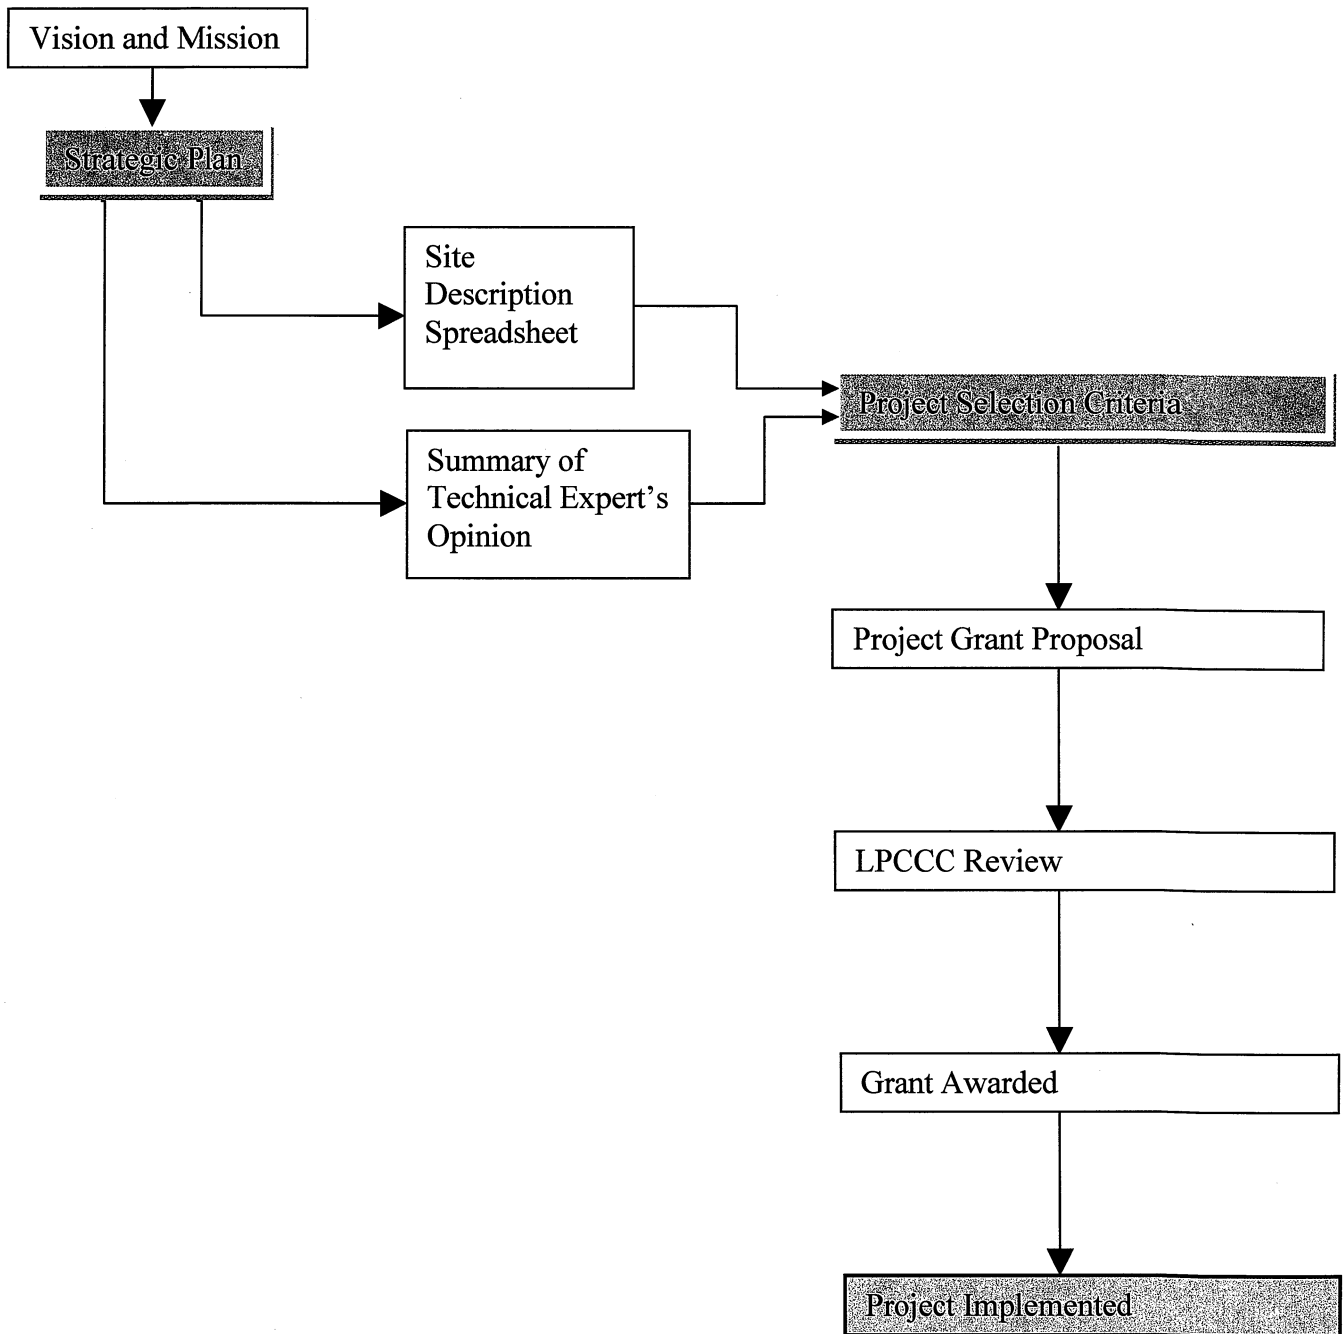 Vision and Mission
Strategic Plan
Site
Description
Spreadsheet
Project Selection Criteria
Summary of
Technical Expert's
Opinion
Project Grant Proposal
LPCCC Review
Grant Awarded
Project Implemented